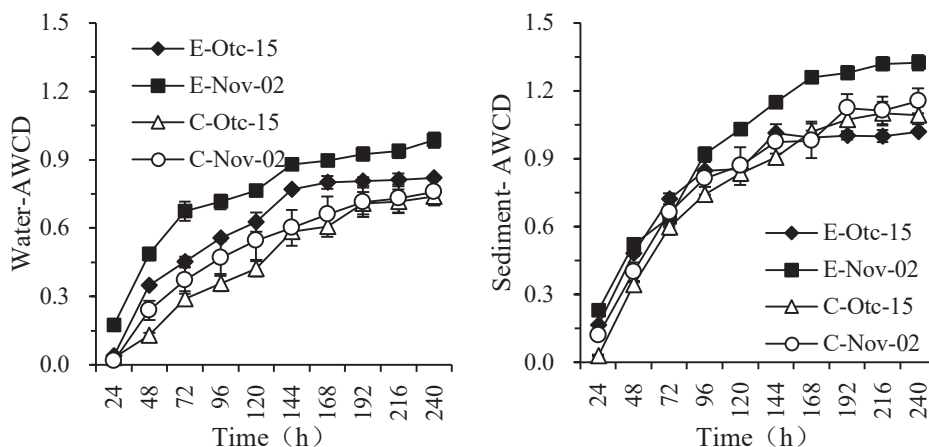 1.5
1.2
0.9
0.6
0.3
0.0
Water-AWCD
E-Otc-15
E-Nov-02
C-Otc-15
C-Nov-02
24 48 72 96 120 144 168 192 216 240
Time（h）
1.5
1.2
0.9
0.6
0.3
0.0
Sediment- AWCD
E-Otc-15
E-Nov-02
C-Otc-15
C-Nov-02
24 48 72 96 120 144 168 192 216 240
Time（h）